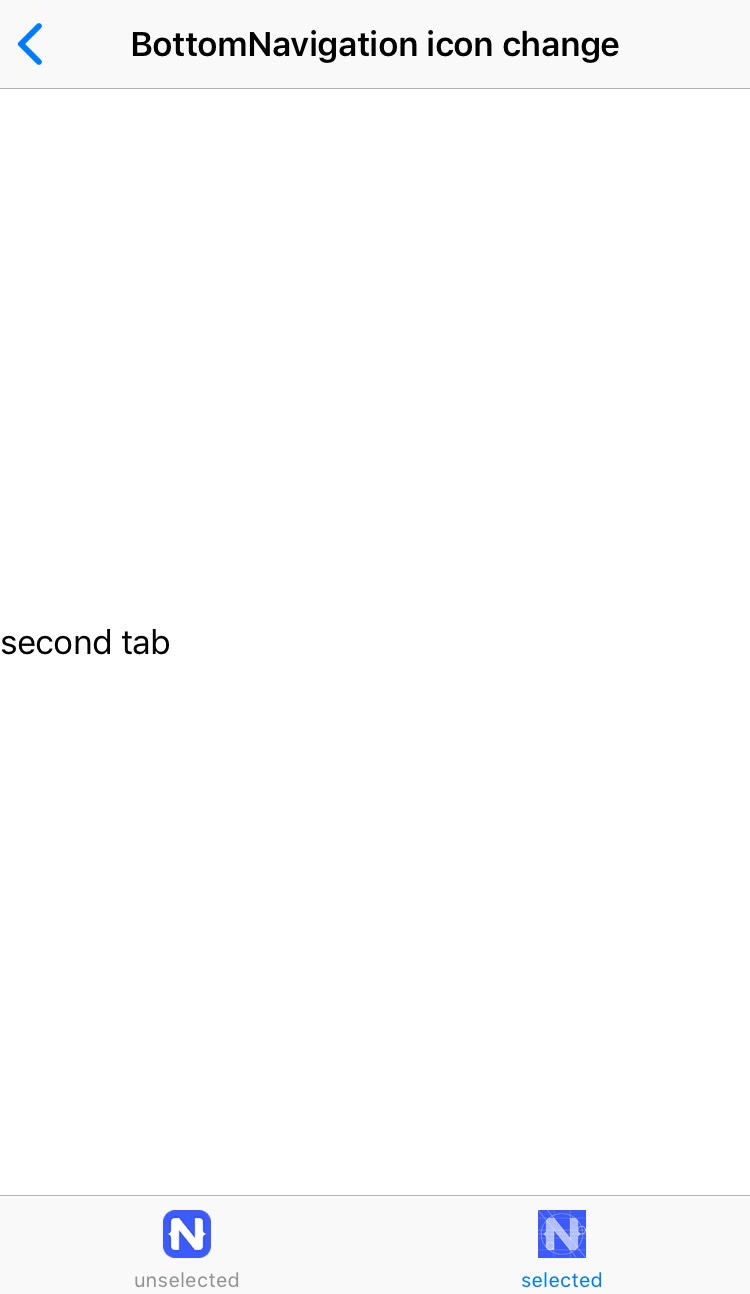 BottomNavigation icon change
second tab
N
N
unselected
selected